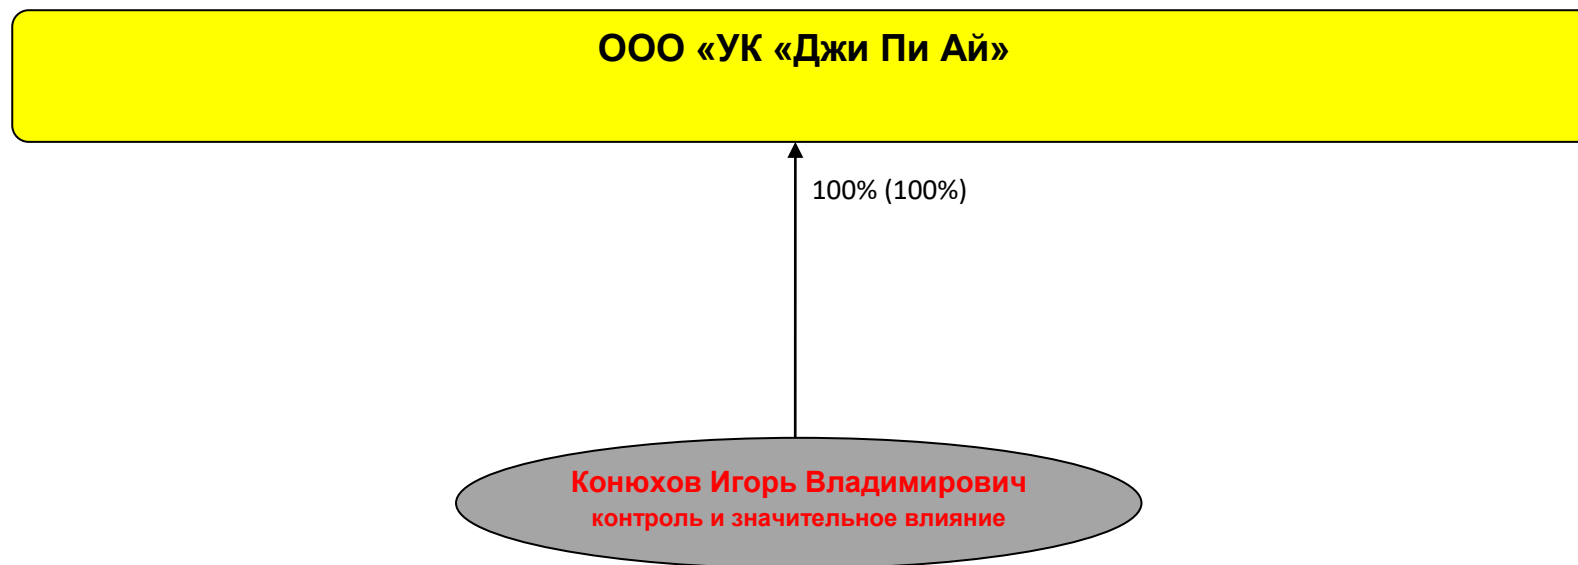 ООО «УК «Джи Пи Ай»
100% (100%)
Конюхов Игорь Владимирович
контроль и значительное влияние